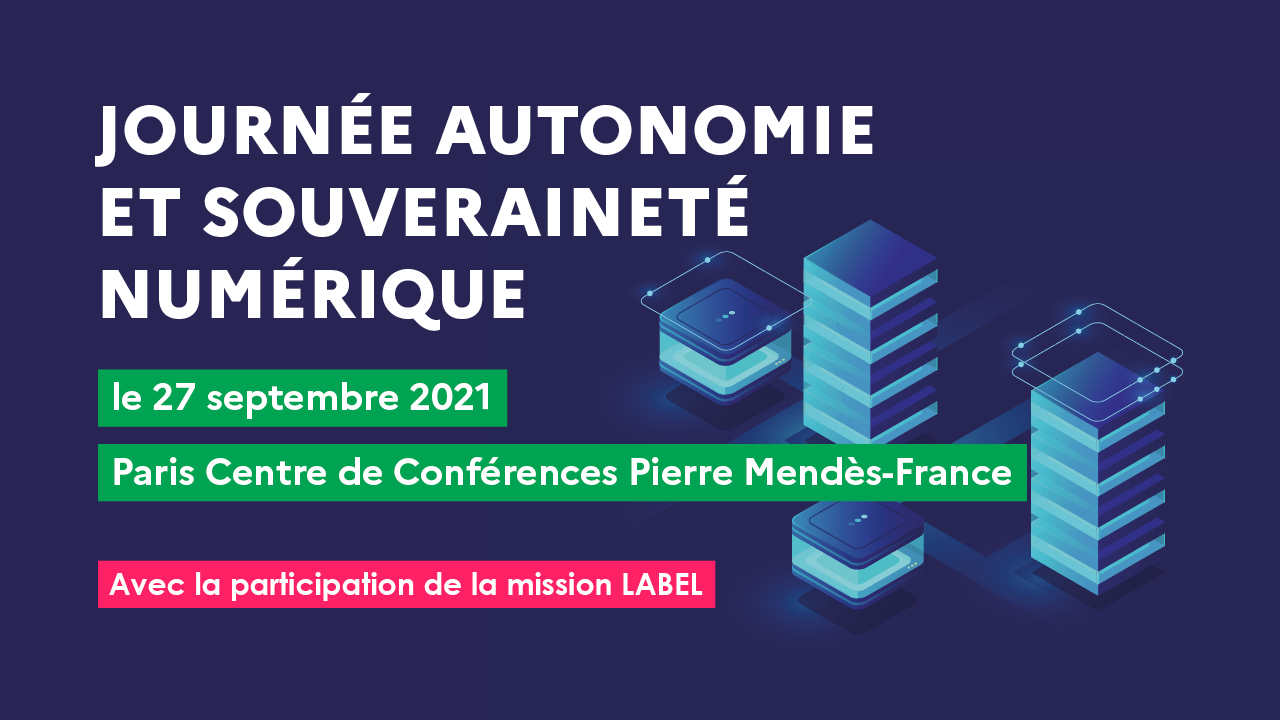 JOURNÉE AUTONOMIE
ET SOUVERAINETÉ
NUMÉRIQUE
le 27 septembre 2021
Paris Centre de Conférences Pierre Mendès-France
Avec la participation de la mission LABEL